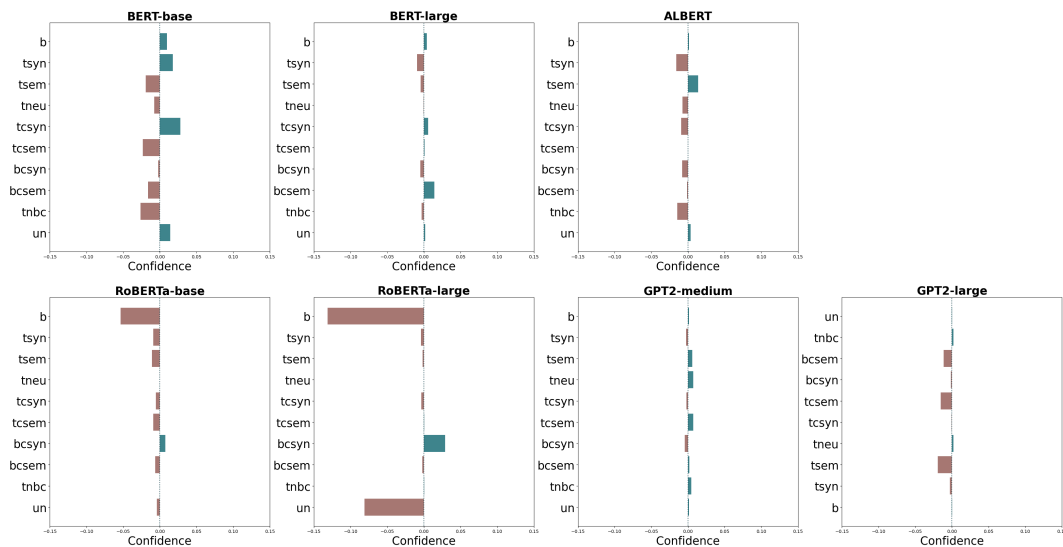 BERT-base
b
tsyn
tsem
tneu
tcsyn
tcsem
bcsyn
bcsem
tnbc
un
−0.15 −0.10 −0.05 0.00 0.05 0.10 0.15
Confidence
BERT-large
b
tsyn
tsem
tneu
tcsyn
tcsem
bcsyn
bcsem
tnbc
un
−0.15 −0.10 −0.05 0.00 0.05 0.10 0.15
Confidence
ALBERT
b
tsyn
tsem
tneu
tcsyn
tcsem
bcsyn
bcsem
tnbc
un
−0.15 −0.10 −0.05 0.00 0.05 0.10 0.15
Confidence
RoBERTa-base
b
tsyn
tsem
tneu
tcsyn
tcsem
bcsyn
bcsem
tnbc
un
−0.15 −0.10 −0.05 0.00 0.05 0.10 0.15
Confidence
RoBERTa-large
b
tsyn
tsem
tneu
tcsyn
tcsem
bcsyn
bcsem
tnbc
un
−0.15 −0.10 −0.05 0.00 0.05 0.10 0.15
Confidence
GPT2-medium
b
tsyn
tsem
tneu
tcsyn
tcsem
bcsyn
bcsem
tnbc
un
−0.15 −0.10 −0.05 0.00 0.05 0.10 0.15
Confidence
GPT2-large
un
tnbc
bcsem
bcsyn
tcsem
tcsyn
tneu
tsem
tsyn
b
−0.15 −0.10 −0.05 0.00 0.05 0.10 0.15
Confidence